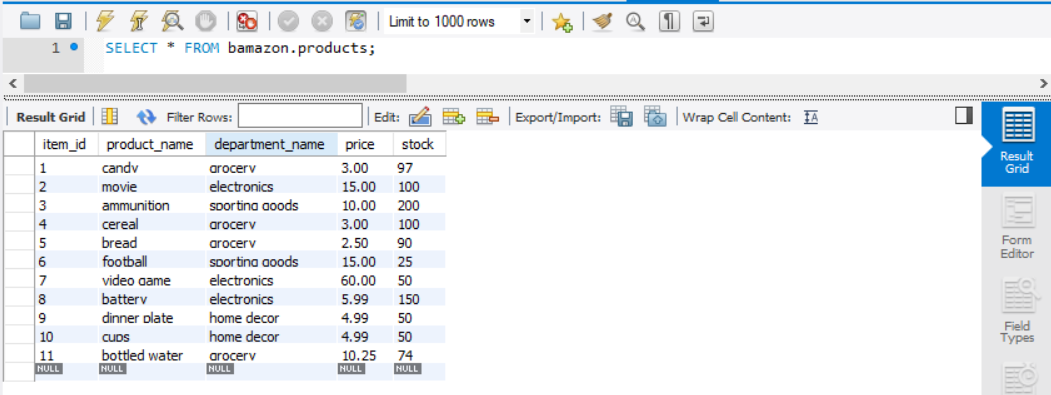 Limit to 1000 rows
1 SELECT * FROM bamazon.products;
Result Grid Filter Rows: Edit: Export/Import: Wrap Cell Content:
item_id product_name department_name price stock
1 candy grocery 3.00 97
2 movie electronics 15.00 100
3 ammunition sporting goods 10.00 200
4 cereal grocery 3.00 100
5 bread grocery 2.50 90
6 football sporting goods 15.00 25
7 video game electronics 60.00 50
8 battery electronics 5.99 150
9 dinner plate home decor 4.99 50
10 cups home decor 4.99 50
11 bottled water grocery 10.25 74
NULL NULL NULL NULL NULL
Result
Grid
Form
Editor
Field
Types